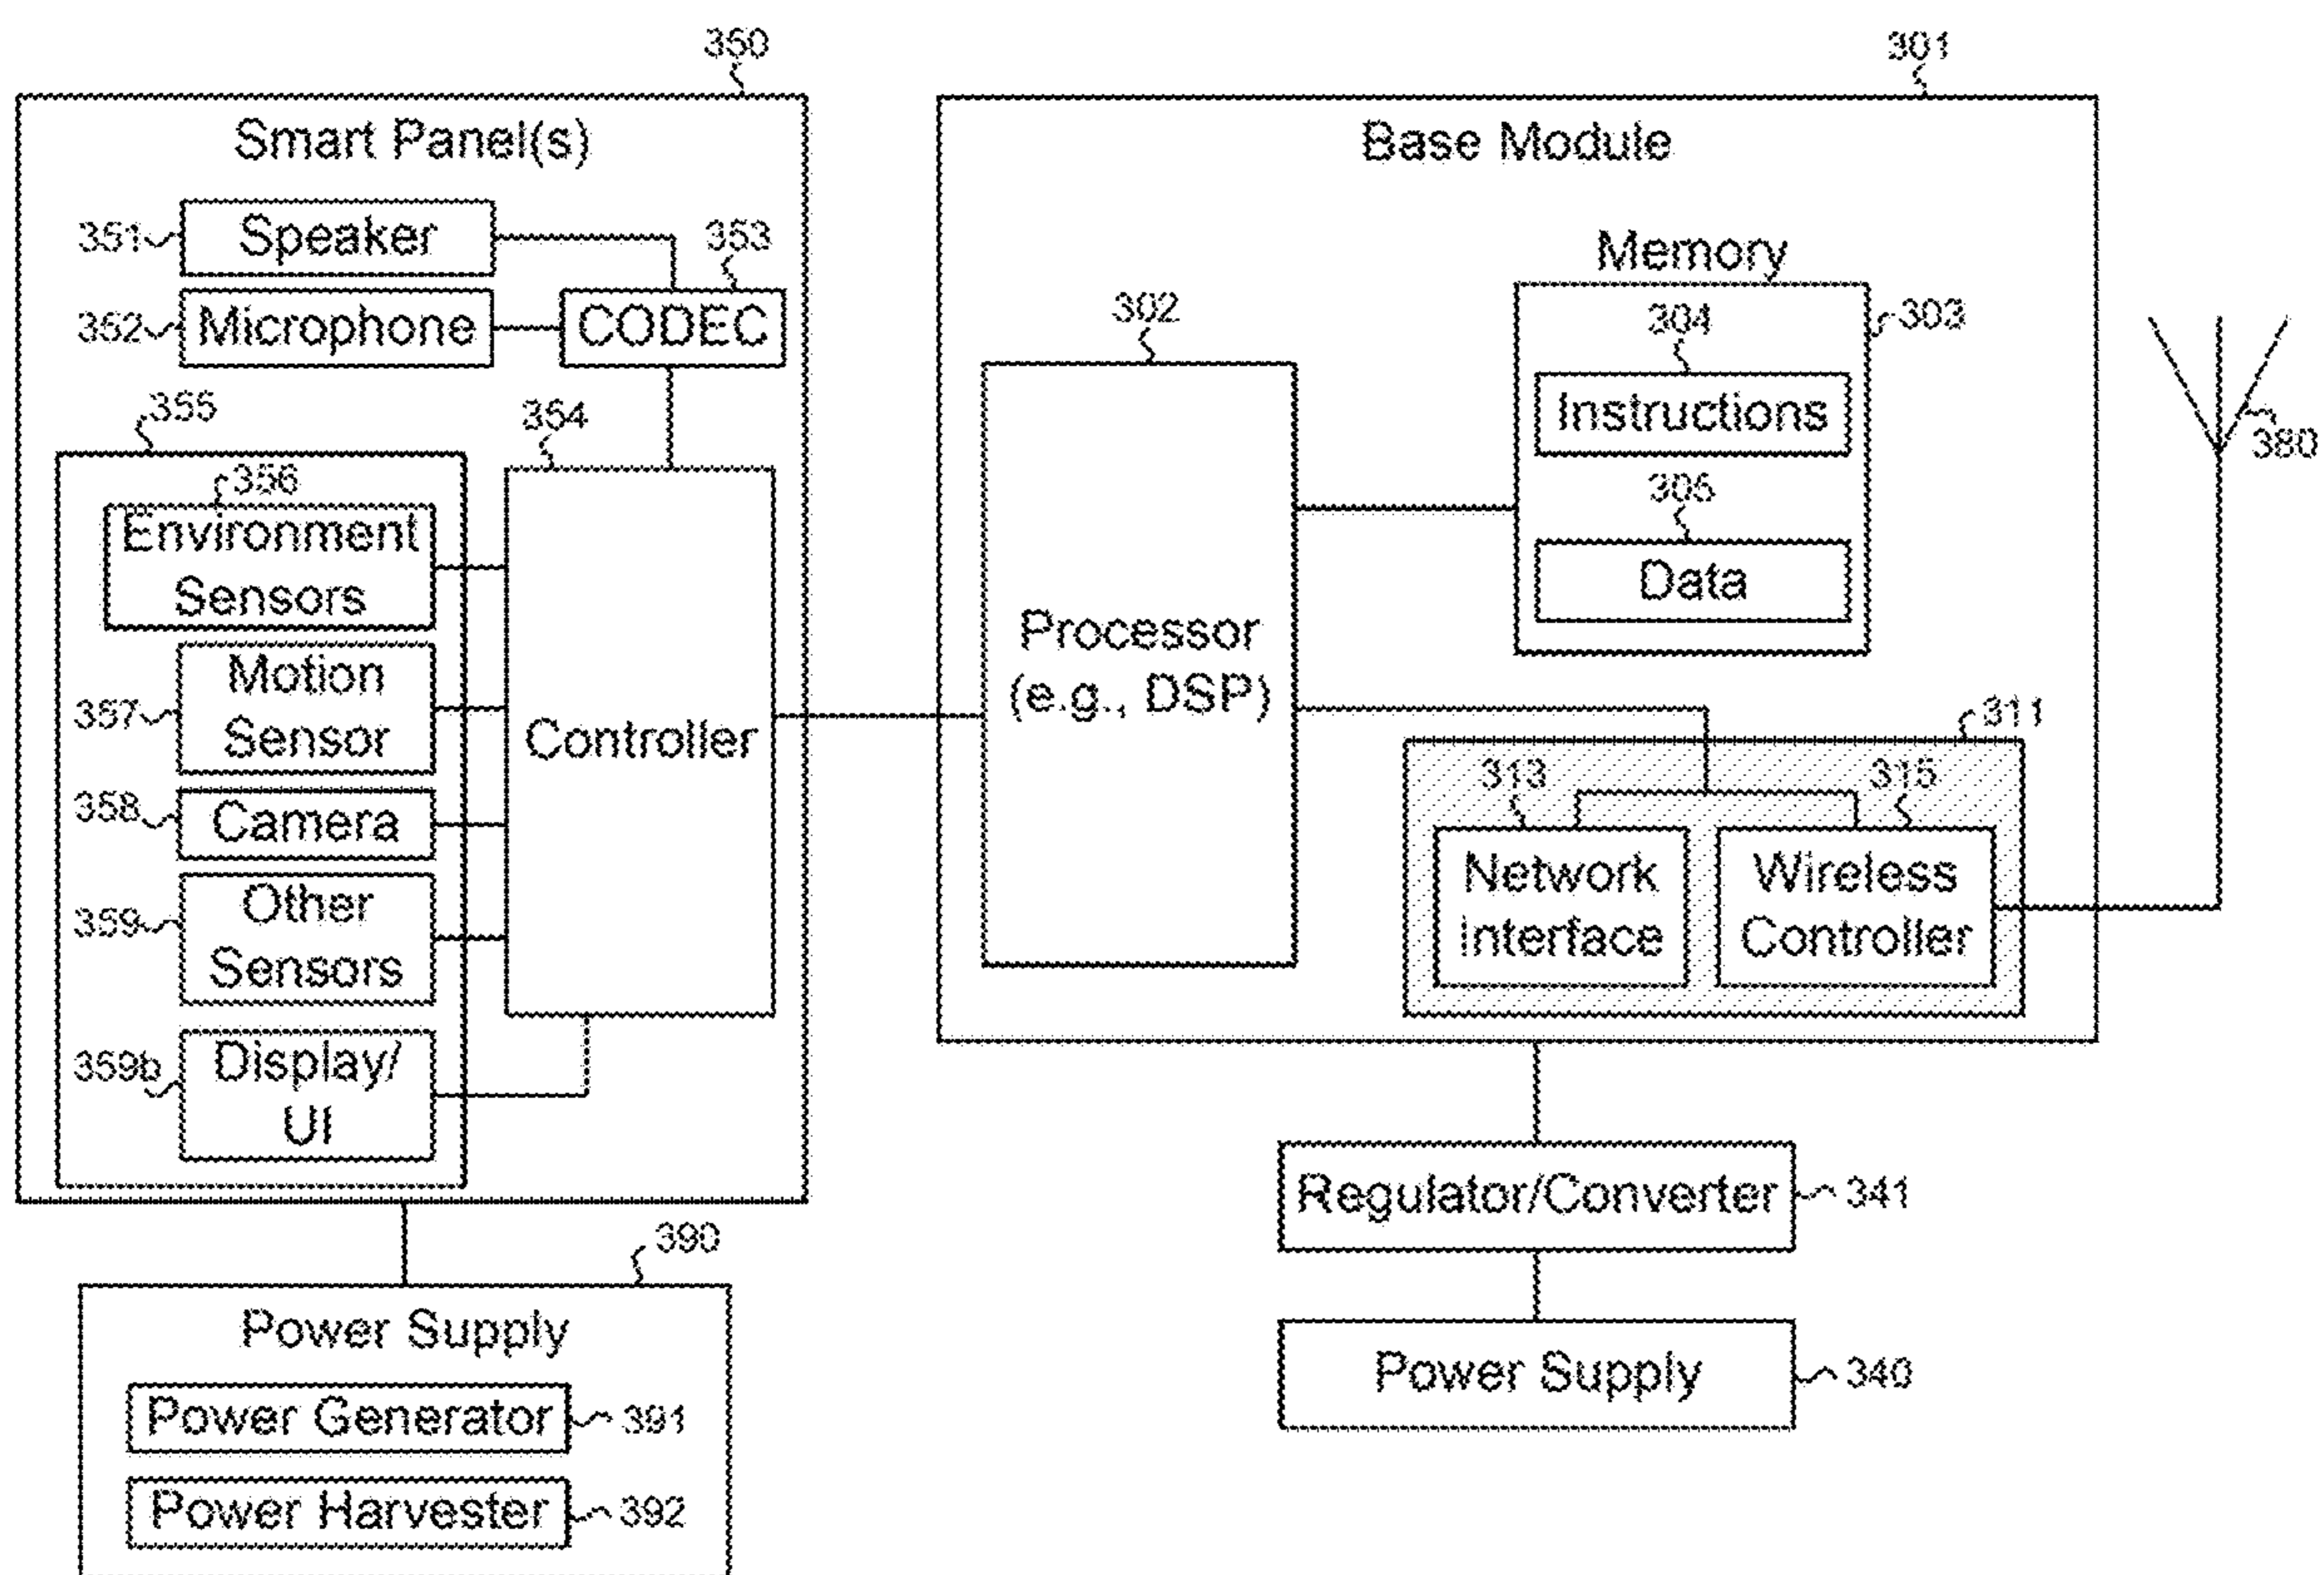 350
Smart Panel(s)
351
Speaker
353
352
Microphone
CODEC
355
354
356
Environment
Sensors
357
Motion
Sensor
358
Camera
359
Other
Sensors
359b
Display/
UI
Controller
390
Power Supply
Power Generator
391
Power Harvester
392
301
Base Module
302
Processor
(e.g., DSP)
Memory
303
304
Instructions
305
Data
311
313
315
Network
Interface
Wireless
Controller
380
Regulator/Converter
341
Power Supply
340